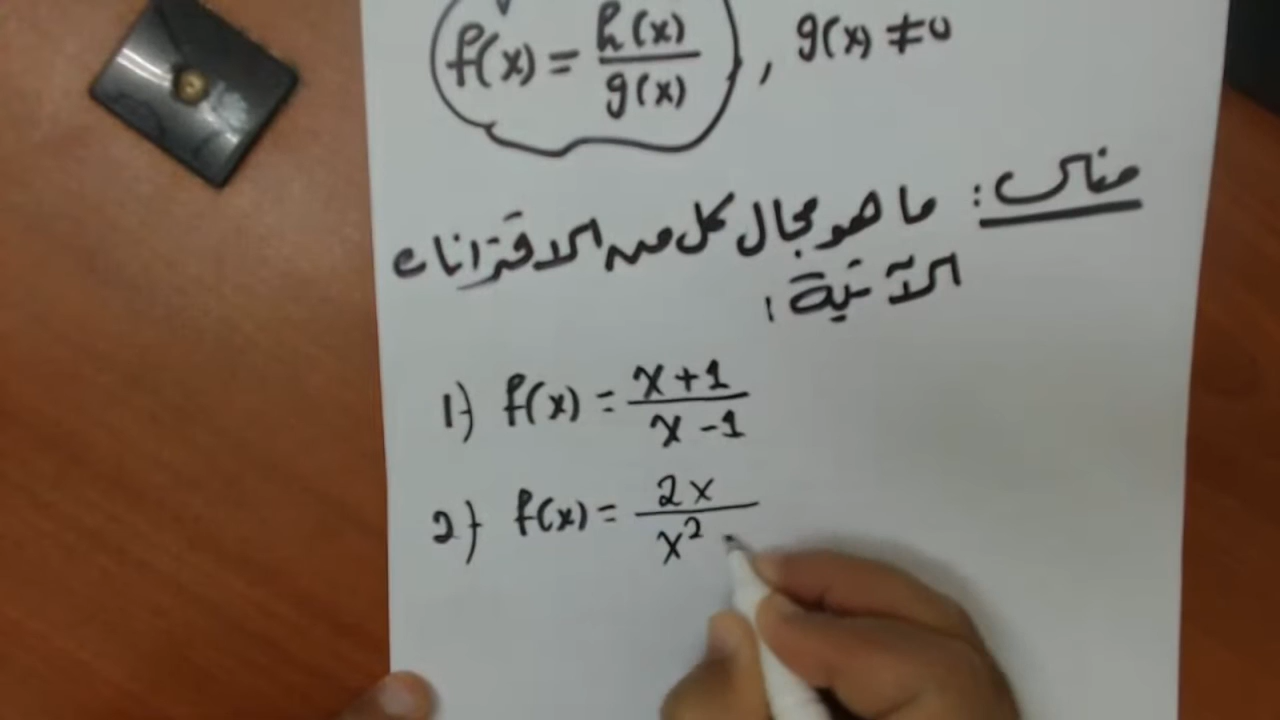 f(x) = h(x)/g(x) , g(x) ≠ 0
مثال : ما هو مجال كل من الاقترانات
الآتية :
1) f(x) = x+1/x-1
2) f(x) = 2x/x² -